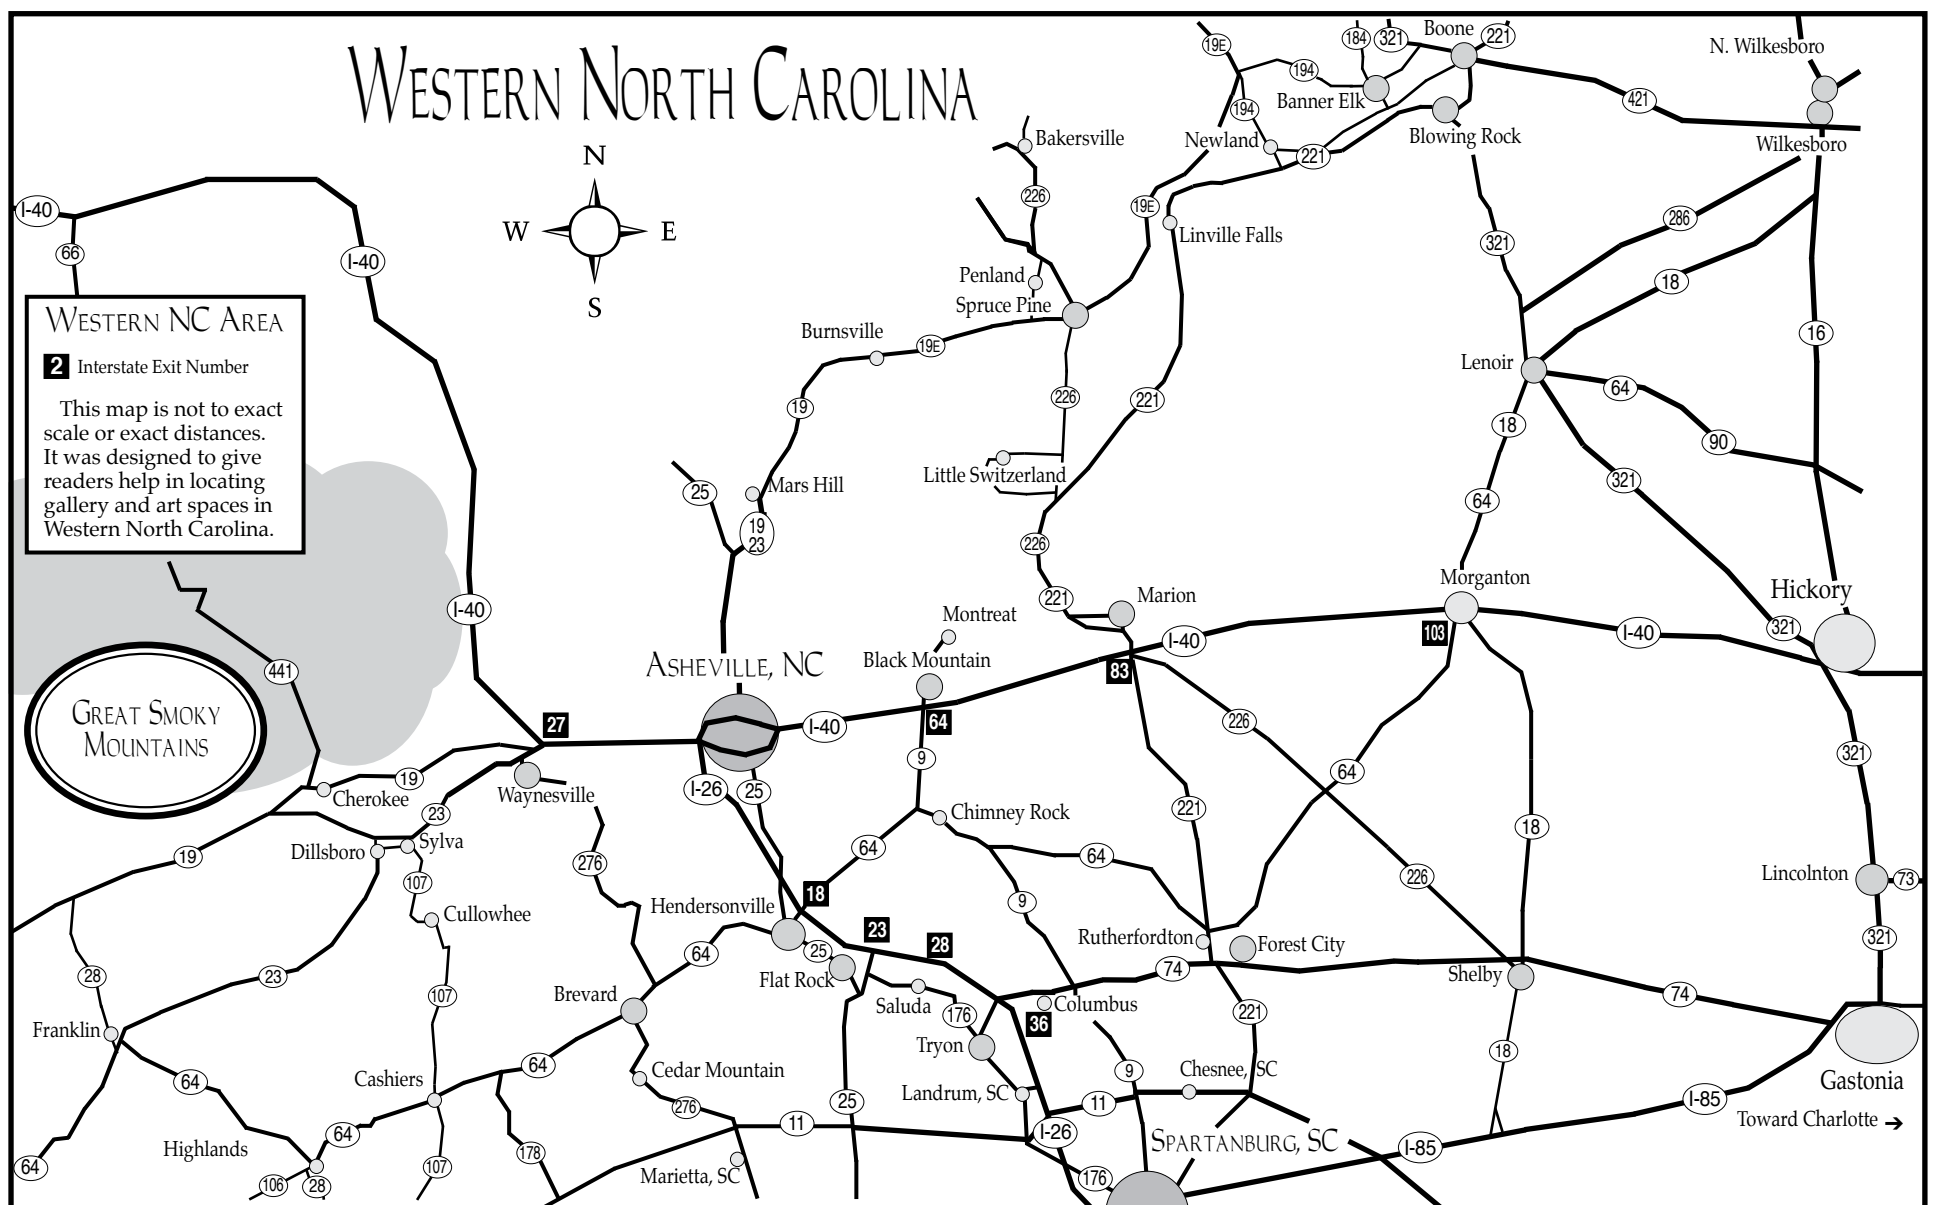 WESTERN NORTH CAROLINA
N
W E
S
WESTERN NC AREA
2 Interstate Exit Number
This map is not to exact
scale or exact distances.
It was designed to give
readers help in locating
gallery and art spaces in
Western North Carolina.
GREAT SMOKY
MOUNTAINS
19E
184
321
Boone
221
N. Wilkesboro
194
Banner Elk
421
194
Newland
221
Blowing Rock
Wilkesboro
Bakersville
226
19E
Linville Falls
I-40
66
I-40
321
286
18
16
Penland
Spruce Pine
Burnsville
19E
Lenoir
64
90
19
226
221
18
321
Little Switzerland
25
Mars Hill
19
23
64
226
221
Marion
Morganton
Hickory
I-40
Montreat
Black Mountain
ASHEVILLE, NC
I-40
103
I-40
321
83
441
27
I-40
64
226
321
9
19
Cherokee
Waynesville
I-26
25
Chimney Rock
64
221
18
23
Sylva
Dillsboro
19
276
64
64
107
226
Lincolnton
73
18
Hendersonville
9
Cullowhee
23
28
Rutherfordton
Forest City
321
64
25
Flat Rock
74
Shelby
28
23
107
Brevard
Saluda
176
Columbus
36
221
74
Franklin
Tryon
18
64
Cashiers
64
Cedar Mountain
9
Chesnee, SC
Gastonia
Landrum, SC
276
25
11
I-85
Toward Charlotte →
11
I-26
SPARTANBURG, SC
I-85
Highlands
64
178
Marietta, SC
176
64
106
28
107